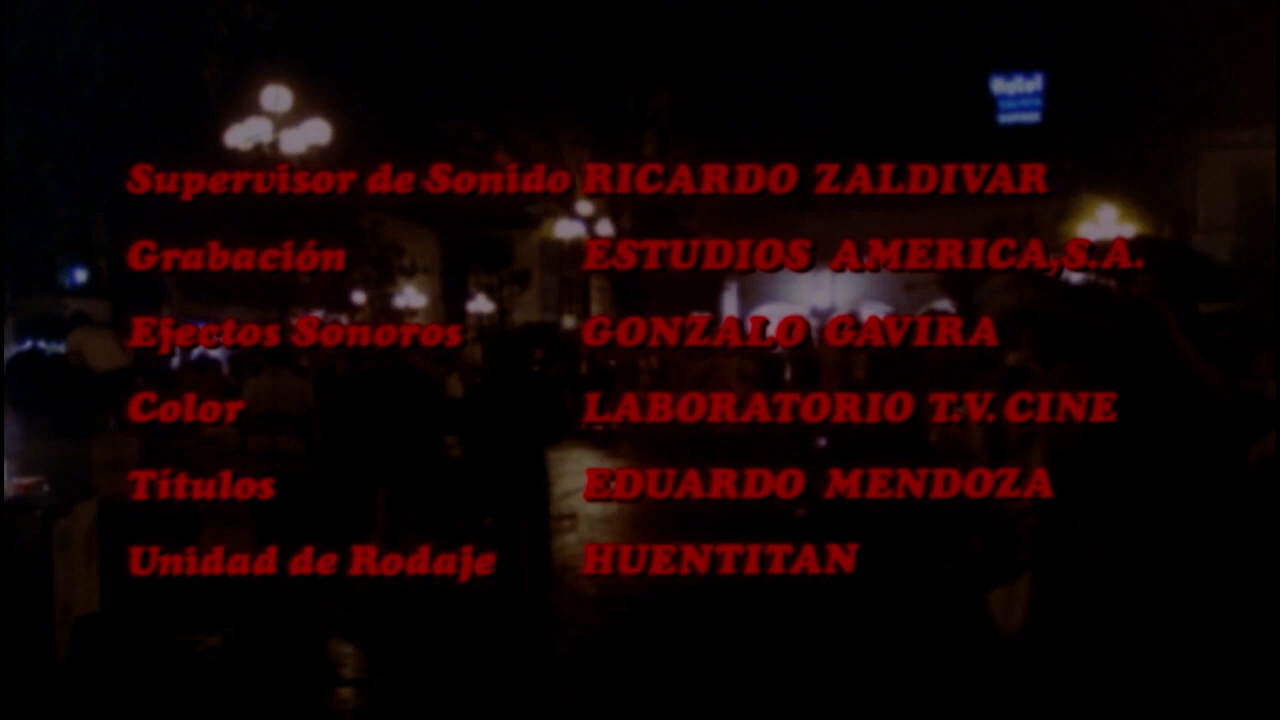 Hotel
Supervisor de Sonido RICARDO ZALDIVAR
Grabación ESTUDIOS AMERICA,S.A.
Efectos Sonoros GONZALO GAVIRA
Color LABORATORIO T.V. CINE
Títulos EDUARDO MENDOZA
Unidad de Rodaje HUENTITAN